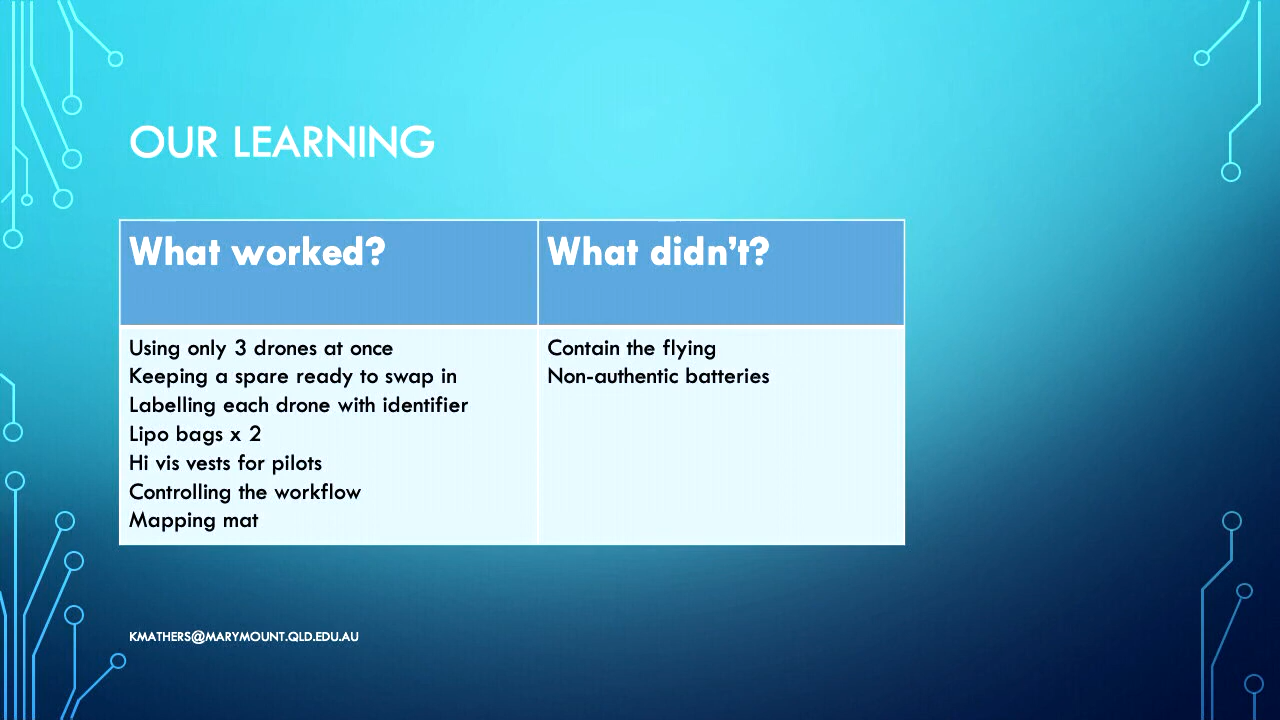 OUR LEARNING
What worked?
What didn't?
Using only 3 drones at once
Keeping a spare ready to swap in
Labelling each drone with identifier
Lipo bags x 2
Hi vis vests for pilots
Controlling the workflow
Mapping mat
Contain the flying
Non-authentic batteries
KMATHERS@MARYMOUNT.QLD.EDU.AU